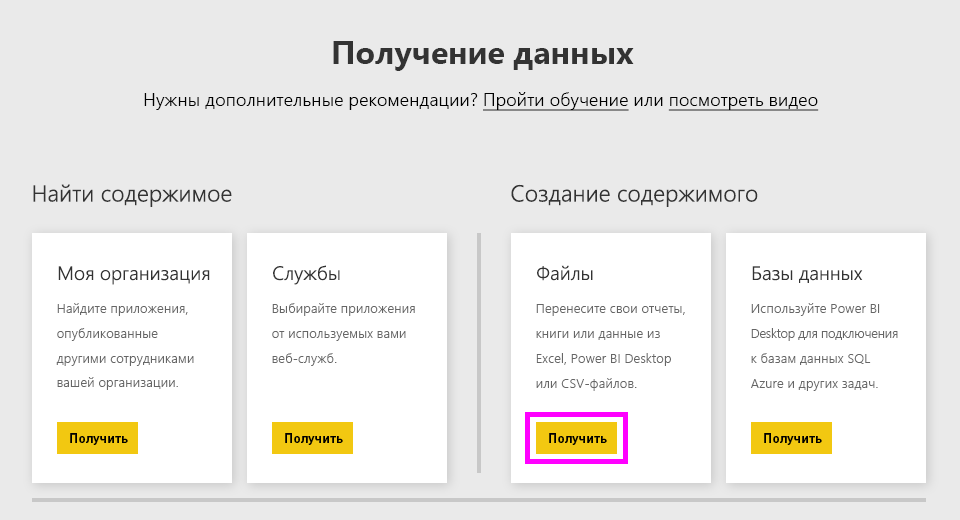 Получение данных
Нужны дополнительные рекомендации? Пройти обучение или посмотреть видео
Найти содержимое
Моя организация
Найдите приложения,
опубликованные
другими сотрудниками
вашей организации.
Получить
Службы
Выбирайте приложения
от используемых вами
веб-служб.
Получить
Создание содержимого
Файлы
Перенесите свои отчеты,
книги или данные из
Excel, Power BI Desktop
или CSV-файлов.
Получить
Базы данных
Используйте Power BI
Desktop для подключения
к базам данных SQL
Azure и других задач.
Получить